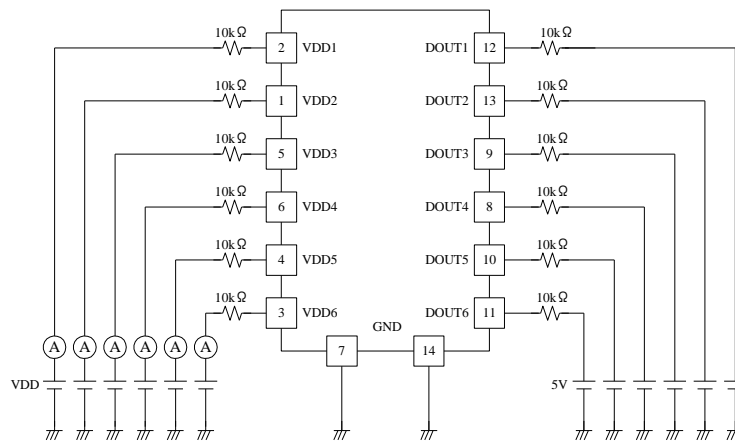 10kΩ 2 VDD1 DOUT1 12 10kΩ
10kΩ 1 VDD2 DOUT2 13 10kΩ
10kΩ 5 VDD3 DOUT3 9 10kΩ
10kΩ 6 VDD4 DOUT4 8 10kΩ
10kΩ 4 VDD5 DOUT5 10 10kΩ
10kΩ 3 VDD6 DOUT6 11 10kΩ
GND
A A A A A A 7 14
VDD 5V